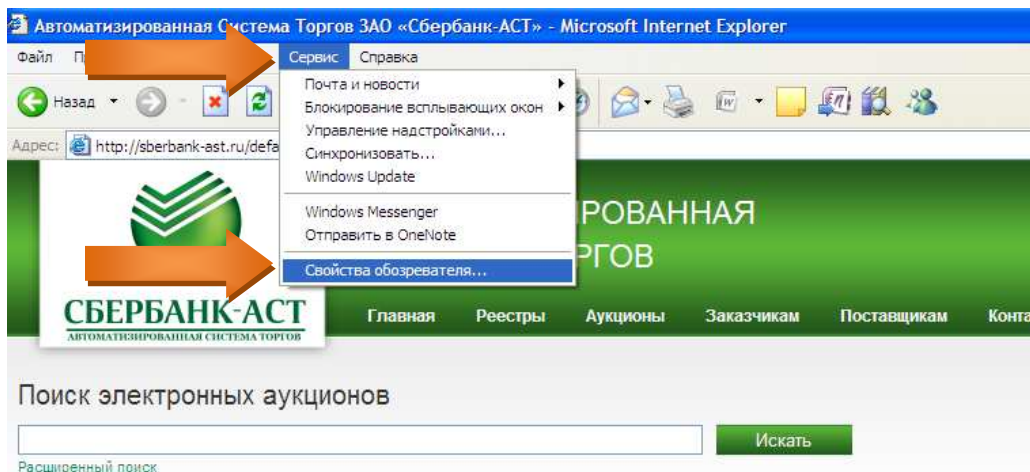 Автоматизированная Система Торгов ЗАО «Сбербанк-АСТ» - Microsoft Internet Explorer
Файл Сервис Справка
Назад
Адрес: http://sberbank-ast.ru/defa
Почта и новости
Блокирование всплывающих окон
Управление надстройками...
Синхронизовать...
Windows Update
Windows Messenger
Отправить в OneNote
Свойства обозревателя...
РОВАННАЯ
РГОВ
СБЕРБАНК-АСТ
АВТОМАТИЗИРОВАННАЯ СИСТЕМА ТОРГОВ
Главная Реестры Аукционы Заказчикам Поставщикам Конта
Поиск электронных аукционов
Искать
Расширенный поиск